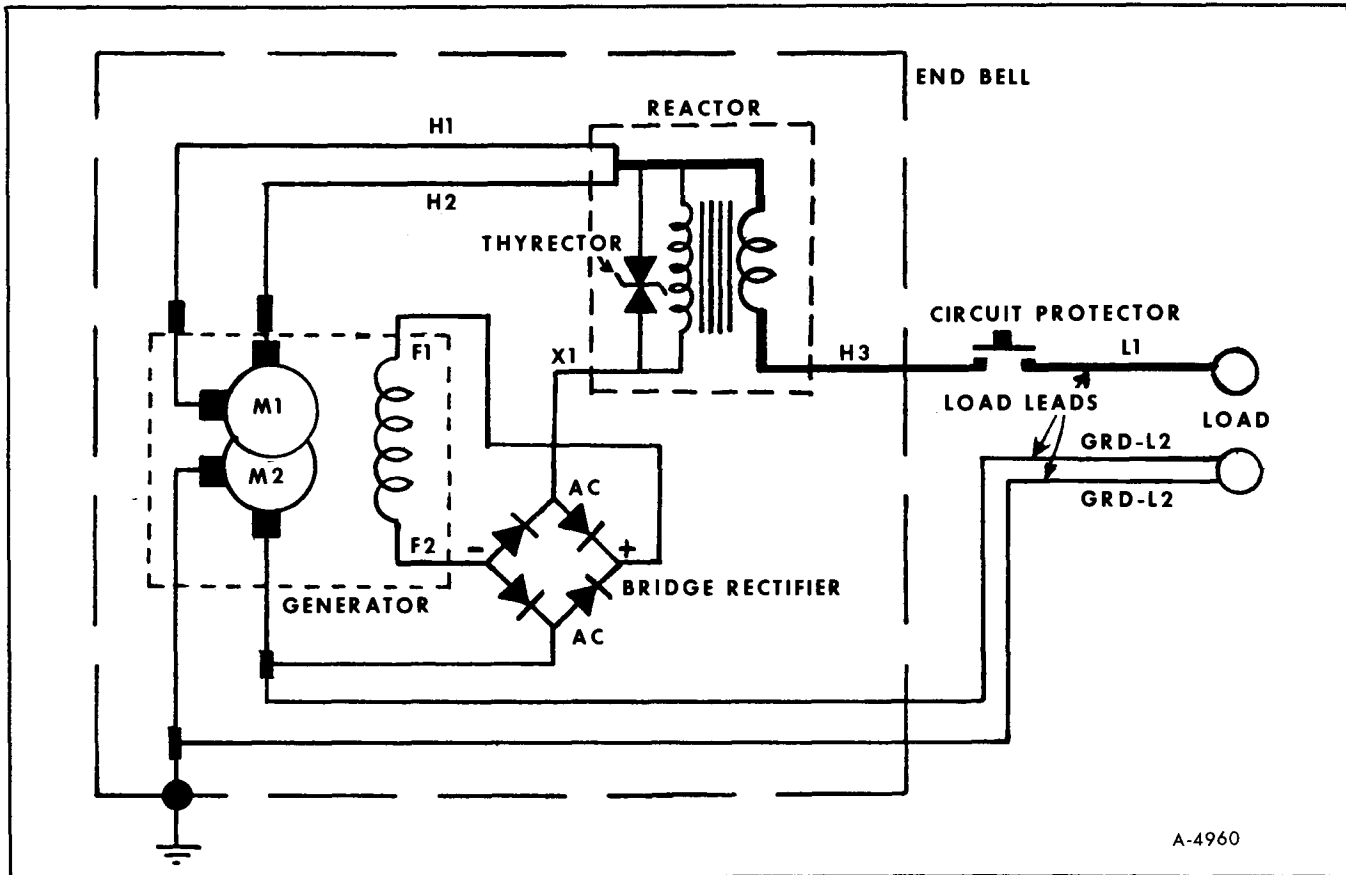 END BELL
REACTOR
H1
H2
THYRECTOR
CIRCUIT PROTECTOR
F1
X1
H3
L1
M1
LOAD LEADS
LOAD
GRD-L2
M2
AC
GRD-L2
F2
-
+
BRIDGE RECTIFIER
GENERATOR
AC
A-4960